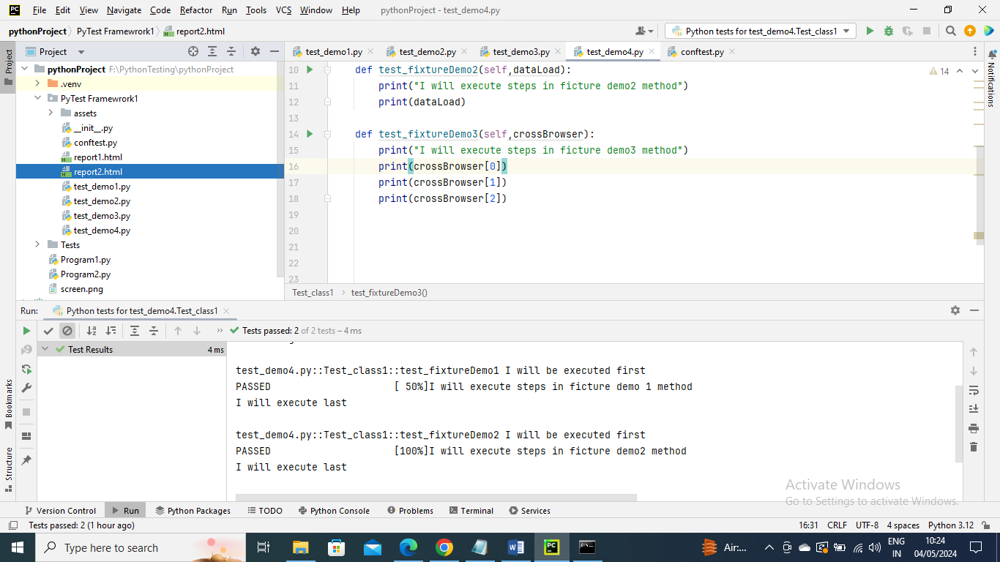 PC File Edit View Navigate Code Refactor Run Tools VCS Window Help pythonProject - test_demo4.py
pythonProject PyTest Framewrork1 report2.html Python tests for test_demo4.Test_class1
Project
Project
test_demo1.py test_demo2.py test_demo3.py test_demo4.py conftest.py
Notifications
pythonProject F:\PythonTesting\pythonProject
.venv
PyTest Framewrork1
assets
__init__.py
conftest.py
report1.html
report2.html
test_demo1.py
test_demo2.py
test_demo3.py
test_demo4.py
Tests
Program1.py
Program2.py
screen.png
14
10 def test_fixtureDemo2(self,dataLoad):
11 print("I will execute steps in ficture demo2 method")
12 print(dataLoad)
13
14 def test_fixtureDemo3(self,crossBrowser):
15 print("I will execute steps in ficture demo3 method")
16 print(crossBrowser[0])
17 print(crossBrowser[1])
18 print(crossBrowser[2])
19
20
21
22
23
Test_class1 test_fixtureDemo3()
Run: Python tests for test_demo4.Test_class1
Tests passed: 2 of 2 tests – 4 ms
Test Results 4 ms
test_demo4.py::Test_class1::test_fixtureDemo1 I will be executed first
PASSED [ 50%]I will execute steps in ficture demo 1 method
I will execute last
test_demo4.py::Test_class1::test_fixtureDemo2 I will be executed first
PASSED [100%]I will execute steps in ficture demo2 method
I will execute last
Bookmarks
Structure
Activate Windows
Go to Settings to activate Windows.
Version Control Run Python Packages TODO Python Console Problems Terminal Services
Tests passed: 2 (1 hour ago) 16:31 CRLF UTF-8 4 spaces Python 3.12
Type here to search Air:... ENG 10:24
IN 04/05/2024